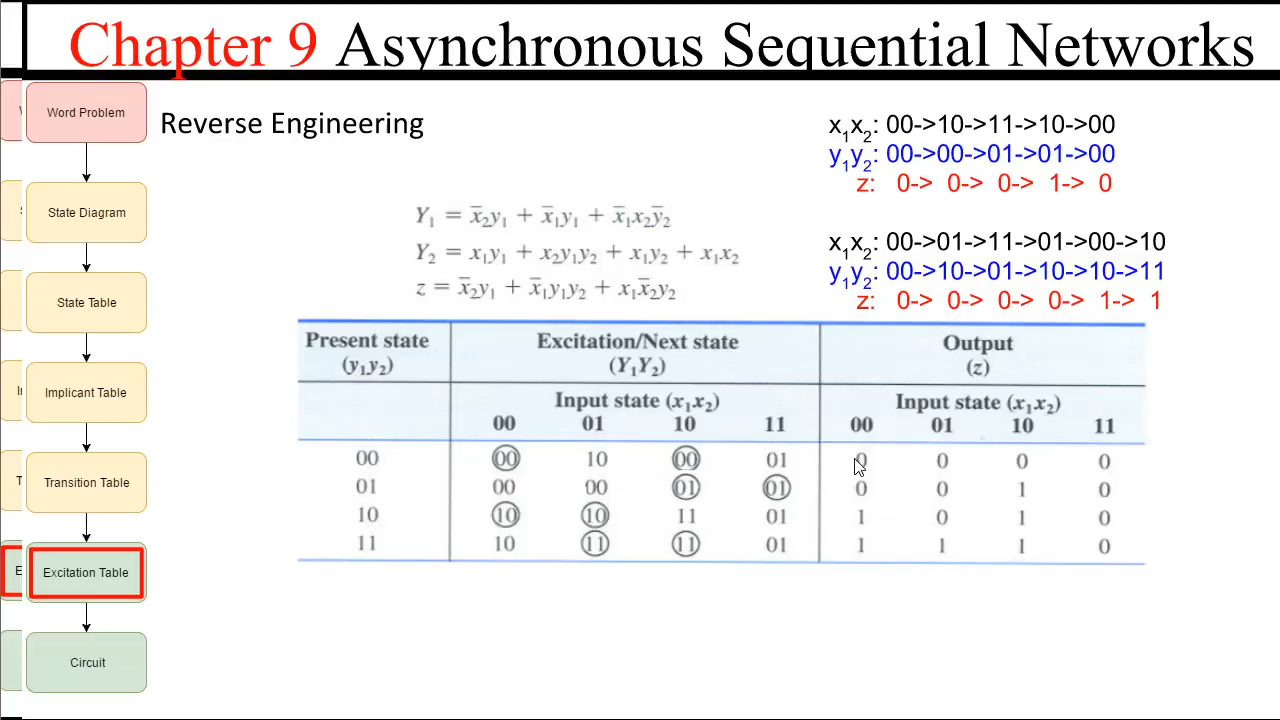 Chapter 9 Asynchronous Sequential Networks
Word Problem
State Diagram
State Table
Implicant Table
Transition Table
Excitation Table
Circuit
Reverse Engineering
x₁x₂: 00->10->11->10->00
y₁y₂: 00->00->01->01->00
z: 0-> 0-> 0-> 1-> 0
x₁x₂: 00->01->11->01->00->10
y₁y₂: 00->10->01->10->10->11
z: 0-> 0-> 0-> 0-> 1-> 1
Y₁ = x̄₂y₁ + x̄₁y₁ + x̄₁x₂ȳ₂
Y₂ = x₁y₁ + x₂y₁y₂ + x₁y₂ + x₁x₂
z = x̄₂y₁ + x̄₁y₁y₂ + x₁x̄₂y₂
Present state Excitation/Next state Output
(y₁y₂) (Y₁Y₂) (z)
Input state (x₁x₂) Input state (x₁x₂)
00 01 10 11 00 01 10 11
00 00 10 00 01 0 0 0 0
01 00 00 01 01 0 0 1 0
10 10 10 11 01 1 0 1 0
11 10 11 11 01 1 1 1 0